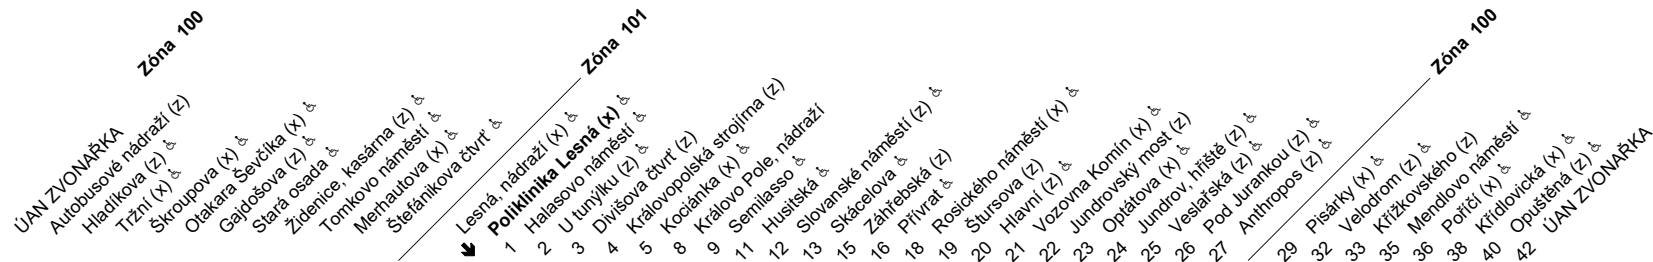 Zóna 100
ÚAN ZVONAŘKA
Autobusové nádraží (z)
Hladíkova (z) ♿
Tržní (x) ♿
Škroupova (x) ♿
Otakara Ševčíka (x) ♿
Gajdošova (z) ♿
Stará osada ♿
Židenice, kasárna (z) ♿
Tomkovo náměstí ♿
Merhautova (x) ♿
Štefánikova čtvrť ♿
Zóna 101
Lesná, nádraží (x) ♿
Poliklinika Lesná (x) ♿
1 Halasovo náměstí ♿
2 U tunýlku (z) ♿
3 Divišova čtvrť (z)
4 Královopolská strojírna (z)
5 Kociánka (x) ♿
8 Královo Pole, nádraží
9 Semilasso ♿
11 Husitská ♿
12 Slovanské náměstí (z) ♿
13 Skácelova ♿
15 Záhřebská (z)
16 Přívrat ♿
18 Rosického náměstí (x) ♿
19 Štursova (z)
20 Hlavní (z) ♿
21 Vozovna Komín (x) ♿
22 Jundrovský most (z)
23 Optátova (x) ♿
24 Jundrov, hřiště (z) ♿
25 Veslařská (z) ♿
26 Pod Jurankou (z) ♿
27 Anthropos (z) ♿
Zóna 100
29 Pisárky (x) ♿
32 Velodrom (z) ♿
33 Křížkovského (z)
35 Mendlovo náměstí ♿
36 Poříčí (x) ♿
38 Křídlovická (x) ♿
40 Opuštěná (z) ♿
42 ÚAN ZVONAŘKA